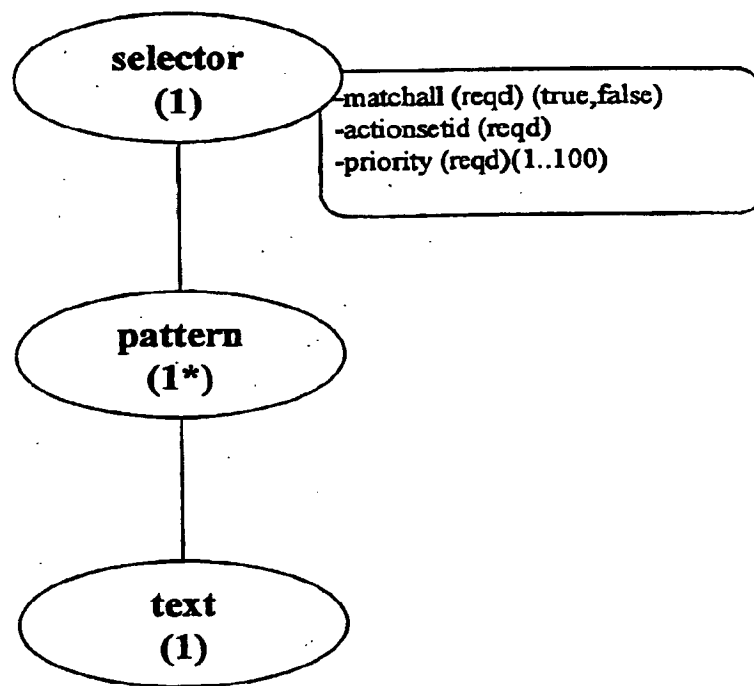 selector
(1)
-matchall (reqd) (true,false)
-actionsetid (reqd)
-priority (reqd)(1..100)
pattern
(1*)
text
(1)